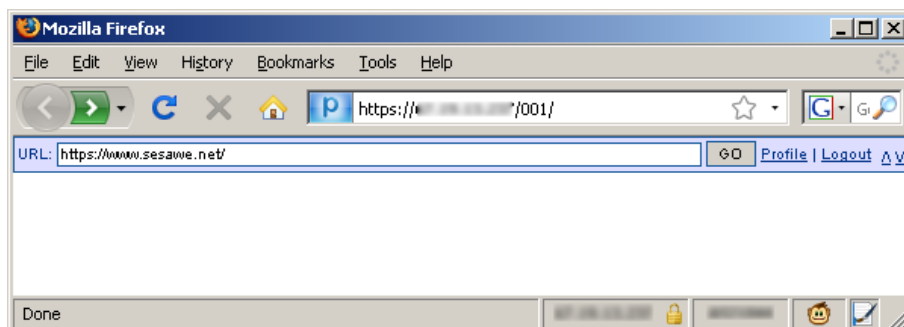 Mozilla Firefox
File Edit View History Bookmarks Tools Help
https:// /001/
URL: https://www.sesawe.net/ GO Profile | Logout
Done